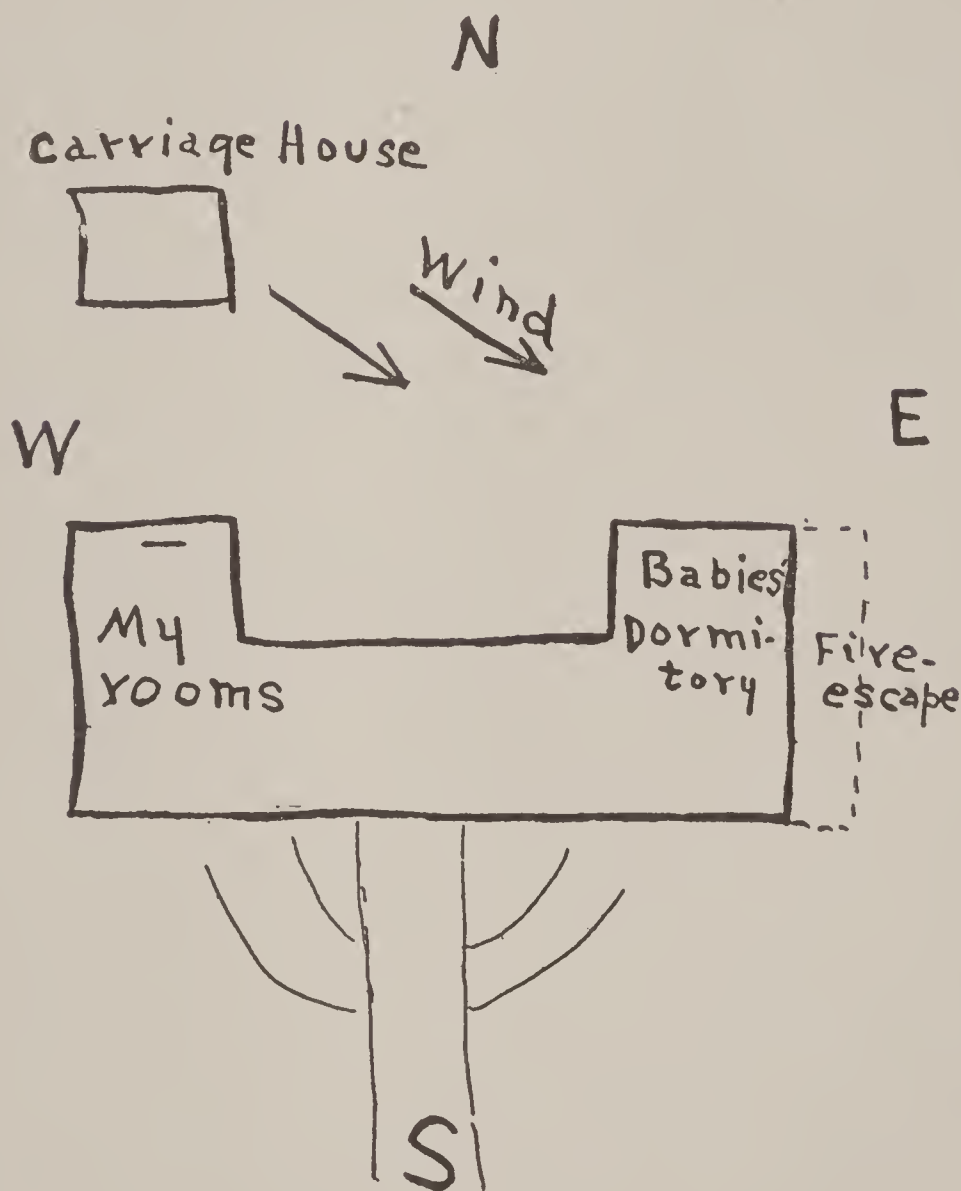 N
carriage House
Wind
W
E
My
rooms
Babies'
Dormi-
tory
Fire-
escape
S